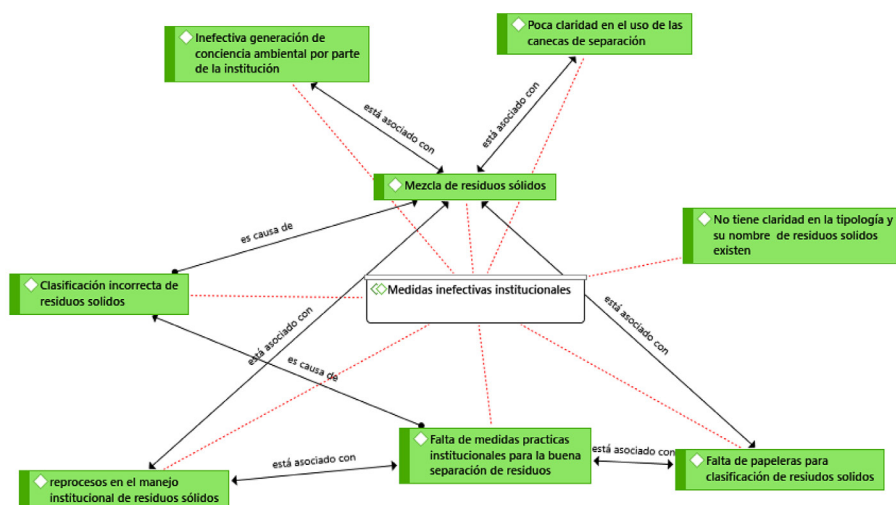 Inefectiva generación de
conciencia ambiental por parte
de la institución
Poca claridad en el uso de las
canecas de separación
está asociado con
está asociado con
Mezcla de residuos sólidos
No tiene claridad en la tipología y
su nombre de residuos solidos
existen
es causa de
Clasificación incorrecta de
residuos solidos
Medidas inefectivas institucionales
está asociado con
está asociado con
es causa de
Falta de medidas practicas
institucionales para la buena
separación de residuos
está asociado con
está asociado con
Falta de papeleras para
clasificación de resiudos solidos
reprocesos en el manejo
institucional de residuos sólidos